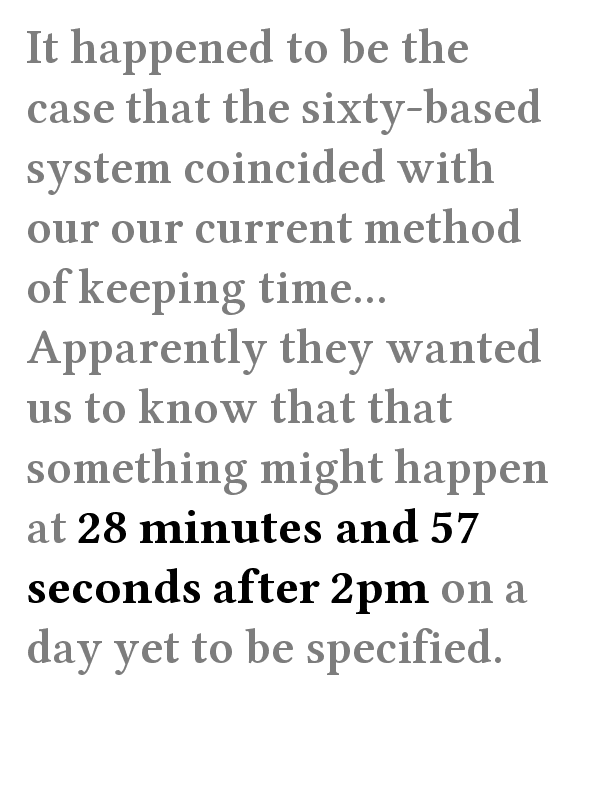 It happened to be the
case that the sixty-based
system coincided with
our our current method
of keeping time...
Apparently they wanted
us to know that that
something might happen
at 28 minutes and 57
seconds after 2pm on a
day yet to be specified.